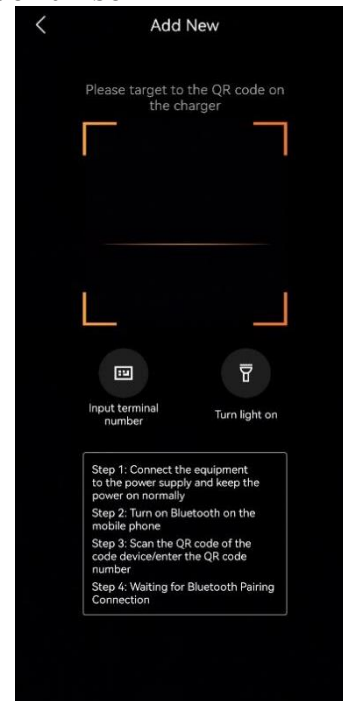 Add New
Please target to the QR code on
the charger
Input terminal
number
Turn light on
Step 1: Connect the equipment
to the power supply and keep the
power on normally
Step 2: Turn on Bluetooth on the
mobile phone
Step 3: Scan the QR code of the
code device/enter the QR code
number
Step 4: Waiting for Bluetooth Pairing
Connection